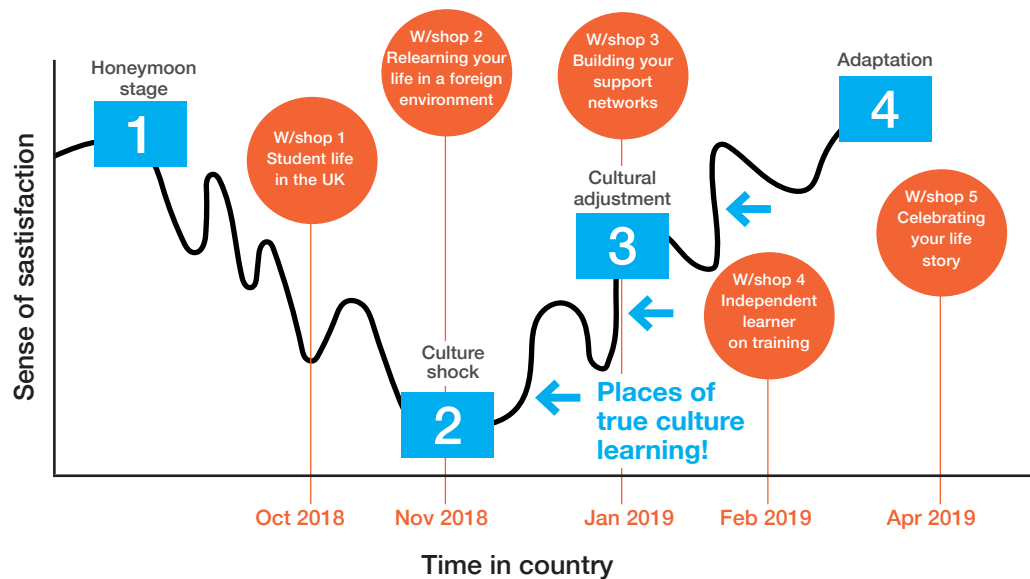 Honeymoon
stage
1
W/shop 1
Student life
in the UK
W/shop 2
Relearning your
life in a foreign
environment
W/shop 3
Building your
support
networks
Adaptation
4
Cultural
adjustment
3
W/shop 5
Celebrating
your life
story
W/shop 4
Independent
learner
on training
Culture
shock
2
Places of
true culture
learning!
Sense of sastisfaction
Oct 2018
Nov 2018
Jan 2019
Feb 2019
Apr 2019
Time in country